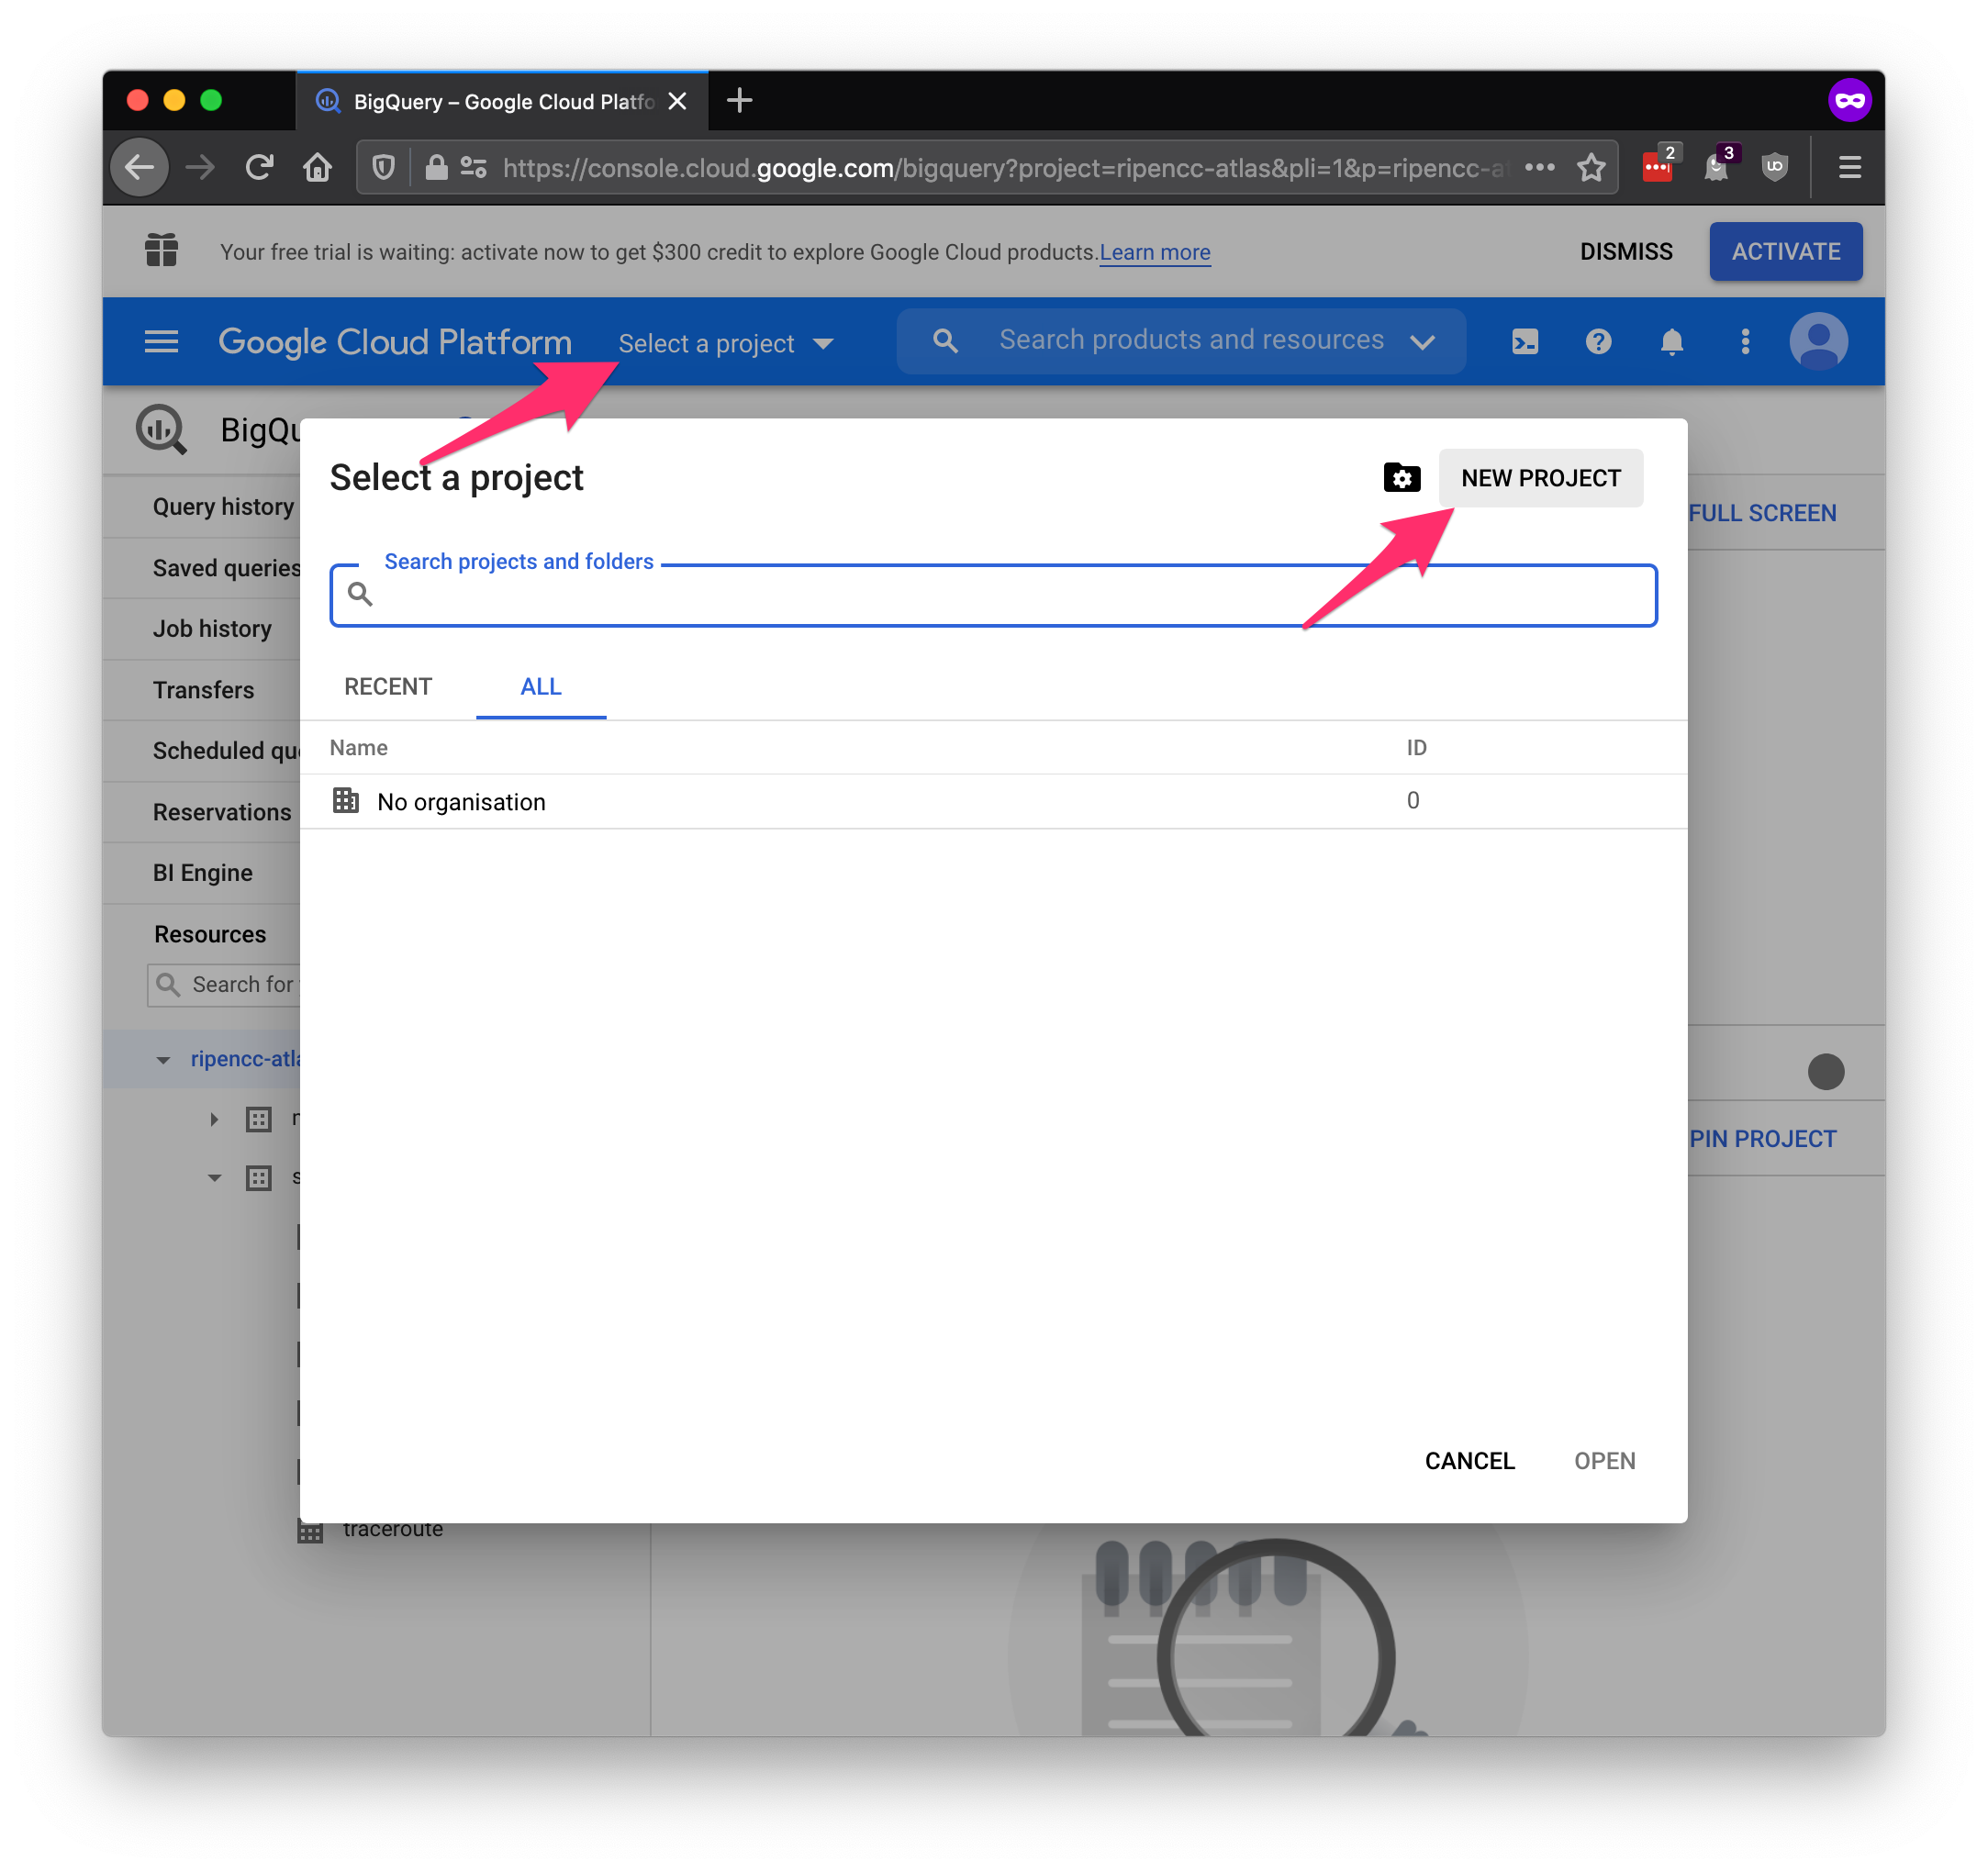 BigQuery – Google Cloud Platfo
https://console.cloud.google.com/bigquery?project=ripencc-atlas&pli=1&p=ripencc-a
2
3
Your free trial is waiting: activate now to get $300 credit to explore Google Cloud products. Learn more
DISMISS
ACTIVATE
Google Cloud Platform
Select a project
Search products and resources
BigQu
Select a project
NEW PROJECT
Query history
FULL SCREEN
Search projects and folders
Saved queries
Job history
RECENT
ALL
Transfers
Name
ID
Scheduled qu
No organisation
0
Reservations
BI Engine
Resources
Search for
ripencc-atla
PIN PROJECT
CANCEL
OPEN
traceroute